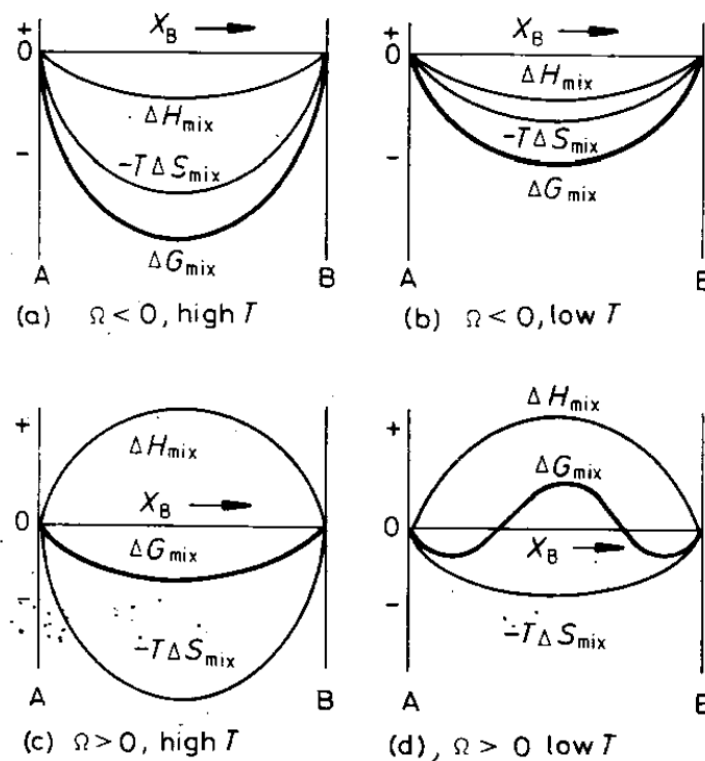 +
X_B →
0
ΔH_mix
-TΔS_mix
−
ΔG_mix
A
B
(a) Ω < 0, high T
+
X_B →
0
ΔH_mix
-TΔS_mix
−
ΔG_mix
A
B
(b) Ω < 0, low T
+
ΔH_mix
X_B →
0
ΔG_mix
−
-TΔS_mix
A
B
(c) Ω > 0, high T
ΔH_mix
+
ΔG_mix
0
X_B →
−
-TΔS_mix
A
B
(d), Ω > 0 low T